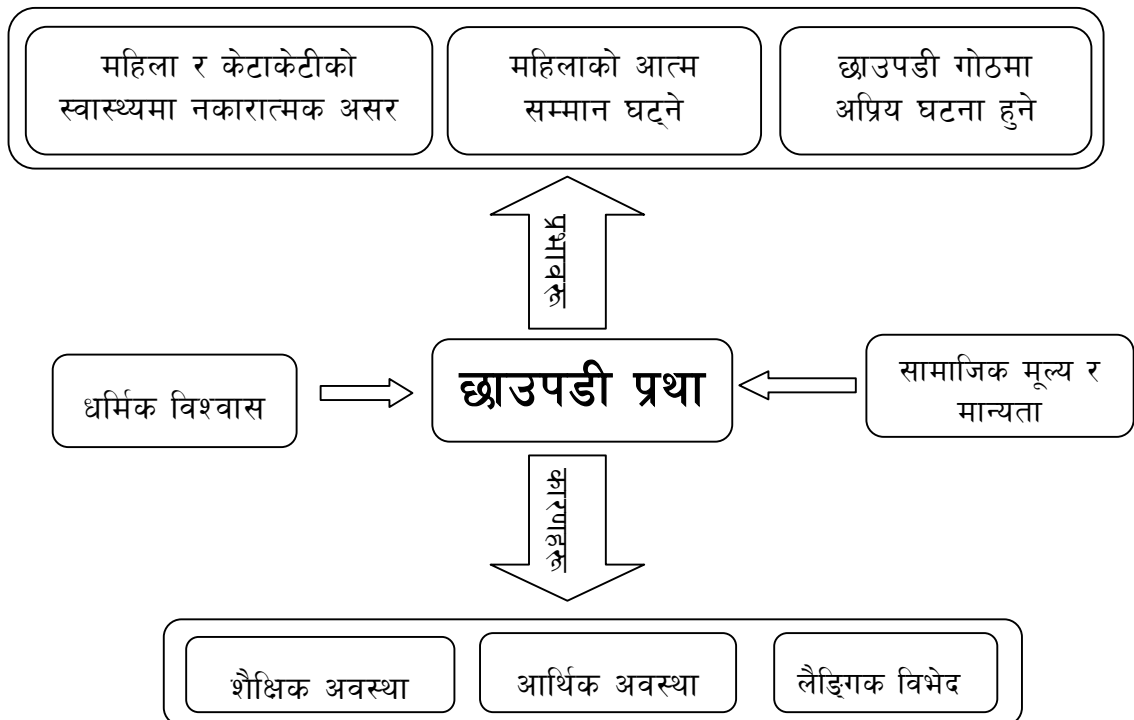 महिला र केटाकेटीको
स्वास्थ्यमा नकारात्मक असर
महिलाको आत्म
सम्मान घट्ने
छाउपडी गोठमा
अप्रिय घटना हुने
प्रभावरू
धर्मिक विश्वास
छाउपडी प्रथा
सामाजिक मूल्य र
मान्यता
कारणहरू
शैक्षिक अवस्था
आर्थिक अवस्था
लैङ्गिक विभेद